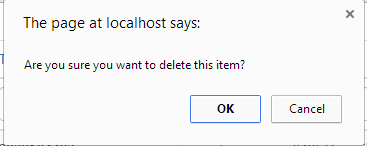 The page at localhost says:
Are you sure you want to delete this item?
OK
Cancel